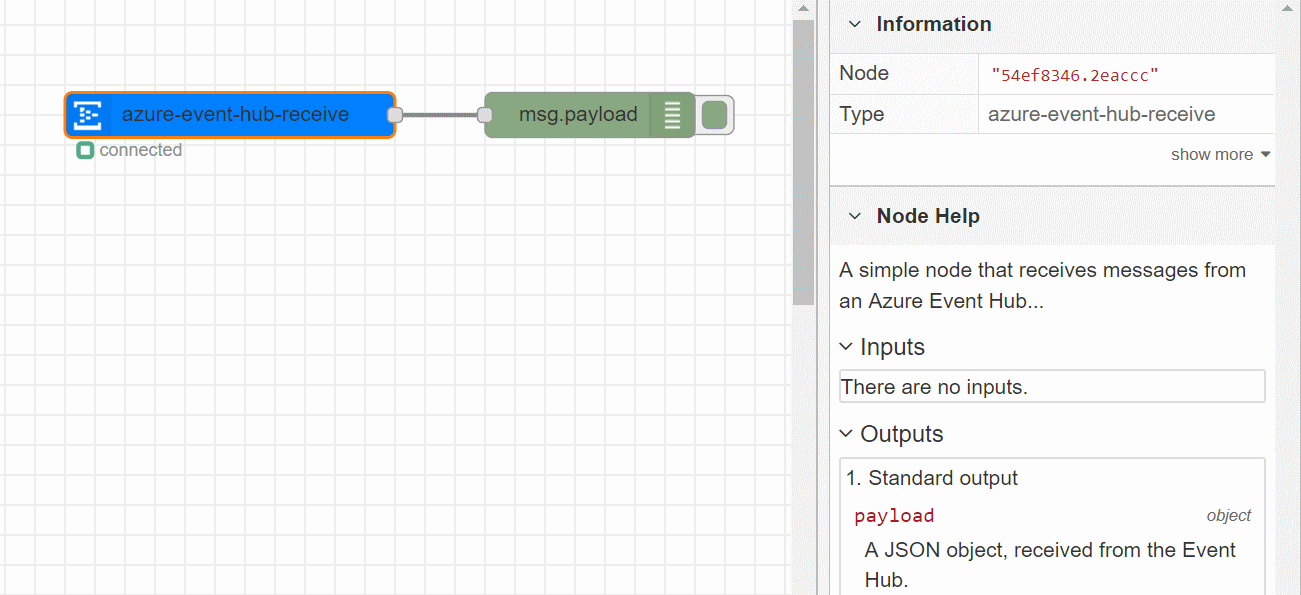 azure-event-hub-receive
connected
msg.payload
Information
Node "54ef8346.2eaccc"
Type azure-event-hub-receive
show more
Node Help
A simple node that receives messages from
an Azure Event Hub...
Inputs
There are no inputs.
Outputs
1. Standard output
payload object
A JSON object, received from the Event
Hub.